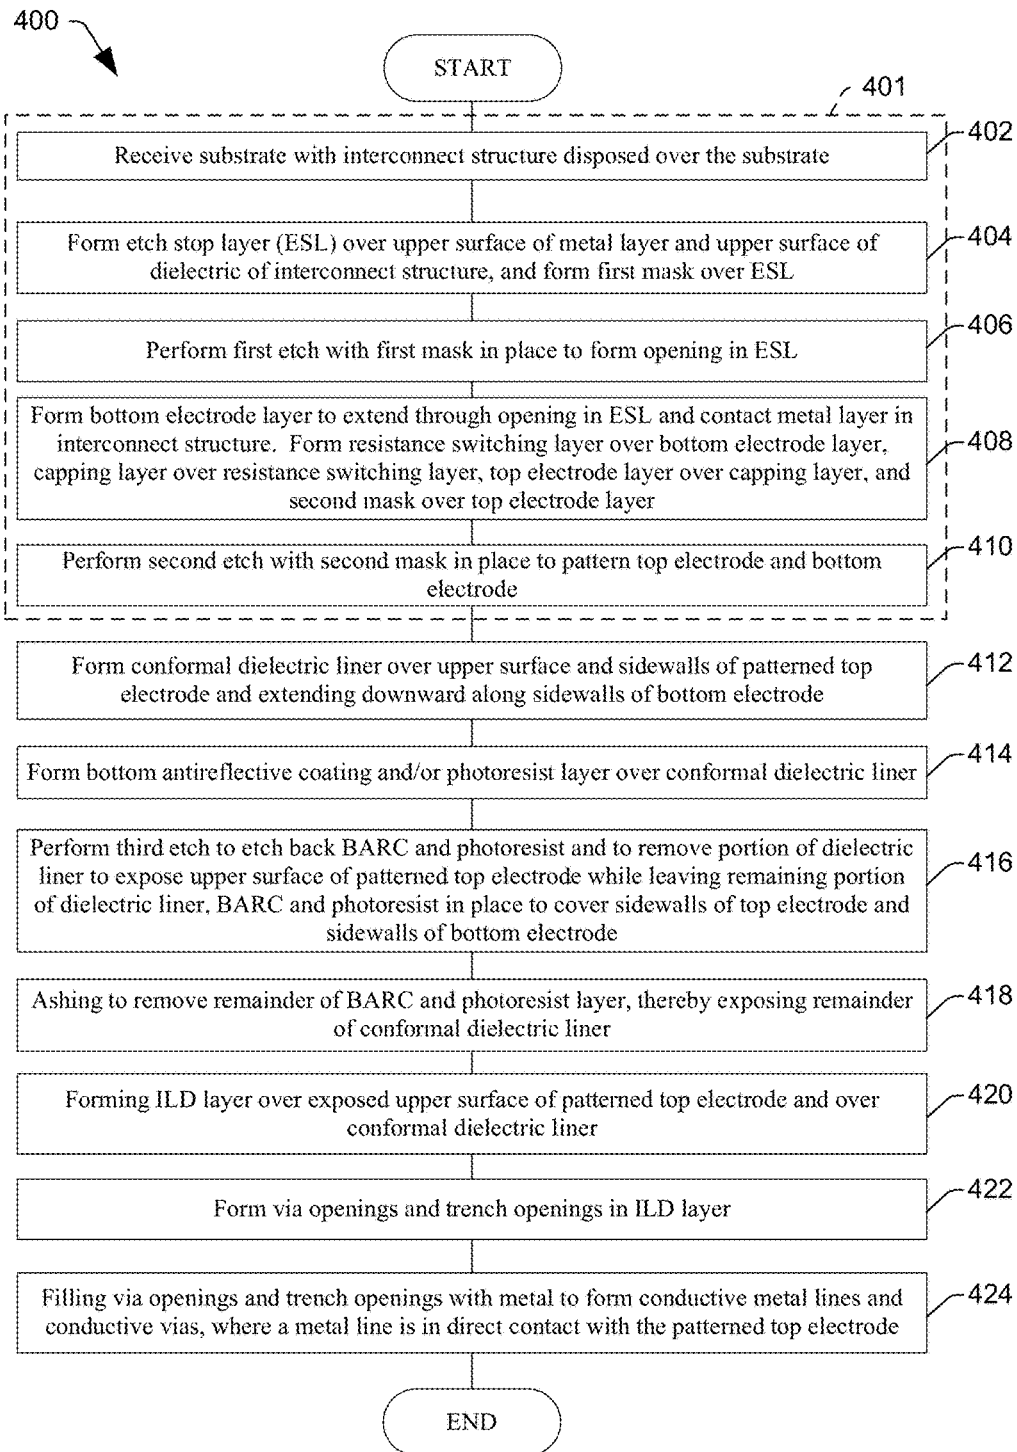 400
START
401
402
Receive substrate with interconnect structure disposed over the substrate
404
Form etch stop layer (ESL) over upper surface of metal layer and upper surface of
dielectric of interconnect structure, and form first mask over ESL
406
Perform first etch with first mask in place to form opening in ESL
408
Form bottom electrode layer to extend through opening in ESL and contact metal layer in
interconnect structure. Form resistance switching layer over bottom electrode layer,
capping layer over resistance switching layer, top electrode layer over capping layer, and
second mask over top electrode layer
410
Perform second etch with second mask in place to pattern top electrode and bottom
electrode
412
Form conformal dielectric liner over upper surface and sidewalls of patterned top
electrode and extending downward along sidewalls of bottom electrode
414
Form bottom antireflective coating and/or photoresist layer over conformal dielectric liner
416
Perform third etch to etch back BARC and photoresist and to remove portion of dielectric
liner to expose upper surface of patterned top electrode while leaving remaining portion
of dielectric liner, BARC and photoresist in place to cover sidewalls of top electrode and
sidewalls of bottom electrode
418
Ashing to remove remainder of BARC and photoresist layer, thereby exposing remainder
of conformal dielectric liner
420
Forming ILD layer over exposed upper surface of patterned top electrode and over
conformal dielectric liner
422
Form via openings and trench openings in ILD layer
424
Filling via openings and trench openings with metal to form conductive metal lines and
conductive vias, where a metal line is in direct contact with the patterned top electrode
END